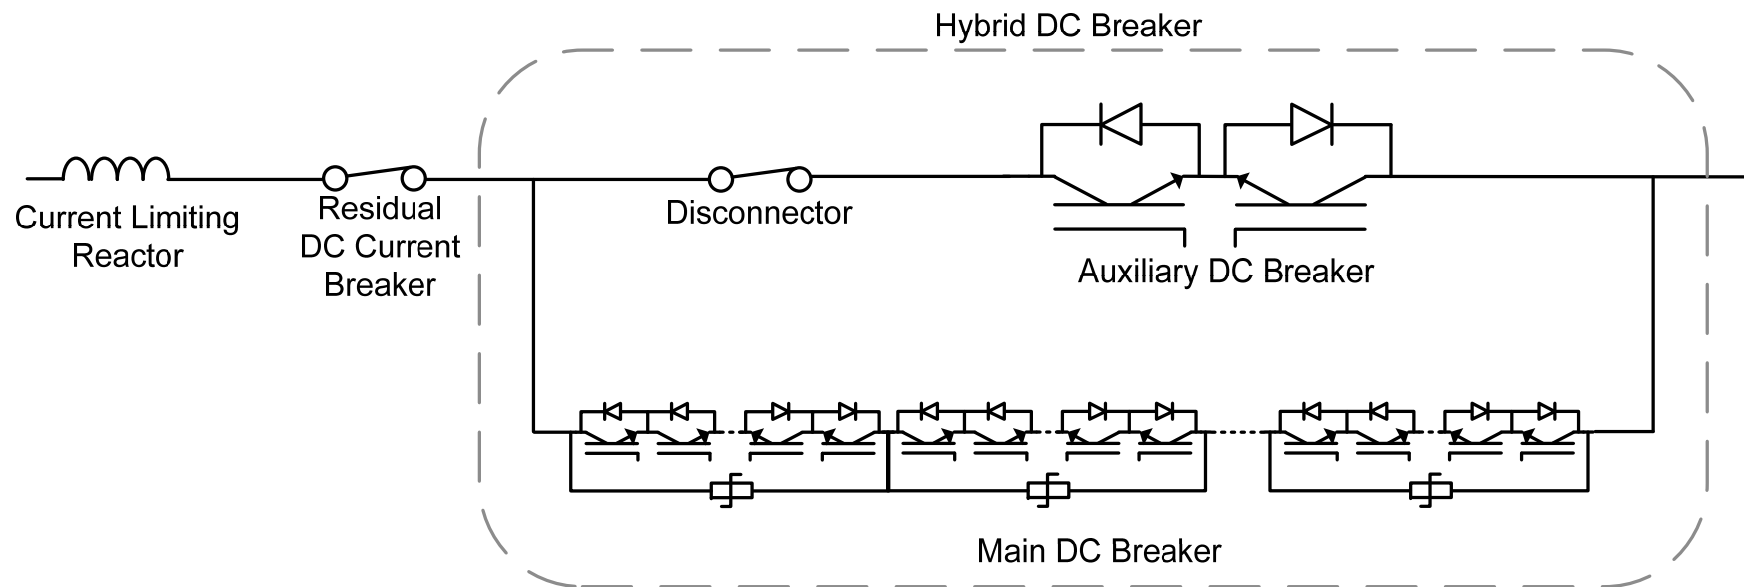 Hybrid DC Breaker
Current Limiting
Reactor
Residual
DC Current
Breaker
Disconnector
Auxiliary DC Breaker
Main DC Breaker